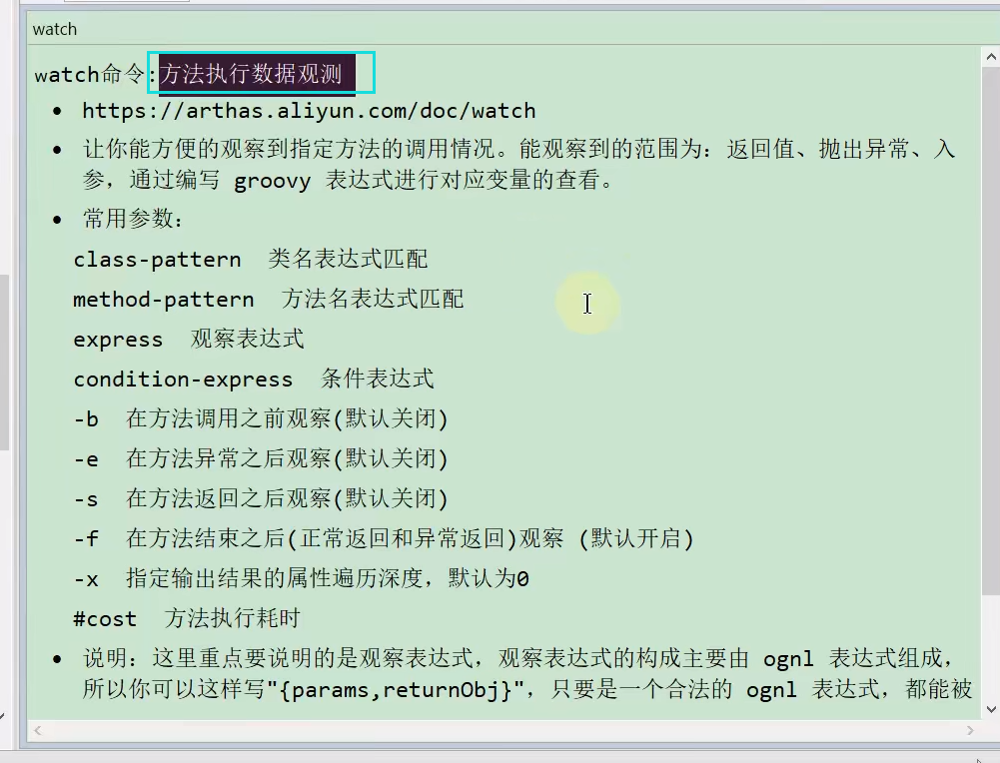 watch
watch命令:方法执行数据观测
• https://arthas.aliyun.com/doc/watch
• 让你能方便的观察到指定方法的调用情况。能观察到的范围为：返回值、抛出异常、入
参，通过编写 groovy 表达式进行对应变量的查看。
• 常用参数：
class-pattern 类名表达式匹配
method-pattern 方法名表达式匹配
express 观察表达式
condition-express 条件表达式
-b 在方法调用之前观察(默认关闭)
-e 在方法异常之后观察(默认关闭)
-s 在方法返回之后观察(默认关闭)
-f 在方法结束之后(正常返回和异常返回)观察 (默认开启)
-x 指定输出结果的属性遍历深度，默认为0
#cost 方法执行耗时
• 说明：这里重点要说明的是观察表达式，观察表达式的构成主要由 ognl 表达式组成，
所以你可以这样写"{params,returnObj}"，只要是一个合法的 ognl 表达式，都能被